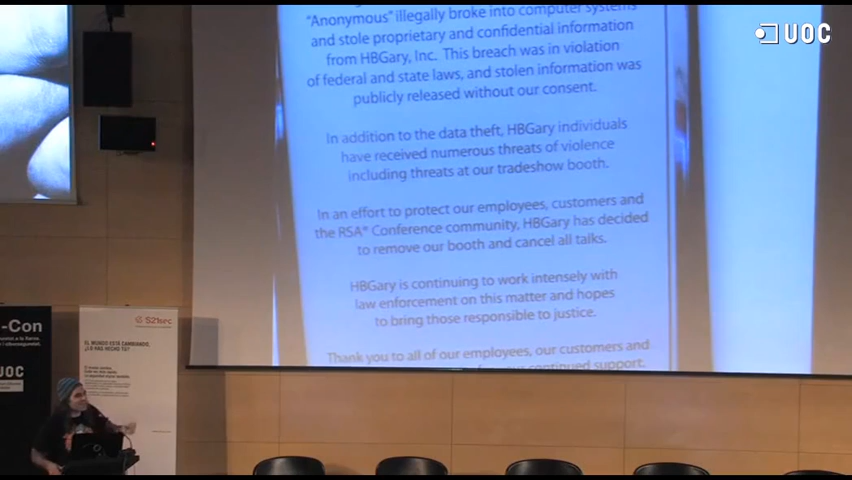 "Anonymous" illegally broke into computer systems
and stole proprietary and confidential information
from HBGary, Inc. This breach was in violation
of federal and state laws, and stolen information was
publicly released without our consent.
In addition to the data theft, HBGary individuals
have received numerous threats of violence
including threats at our tradeshow booth.
In an effort to protect our employees, customers and
the RSA® Conference community, HBGary has decided
to remove our booth and cancel all talks.
HBGary is continuing to work intensely with
law enforcement on this matter and hopes
to bring those responsible to justice.
Thank you to all of our employees, our customers and
continued support.
UOC
-Con
UOC
S21sec
EL MUNDO ESTÁ CAMBIANDO.
¿LO HAS HECHO TÚ?